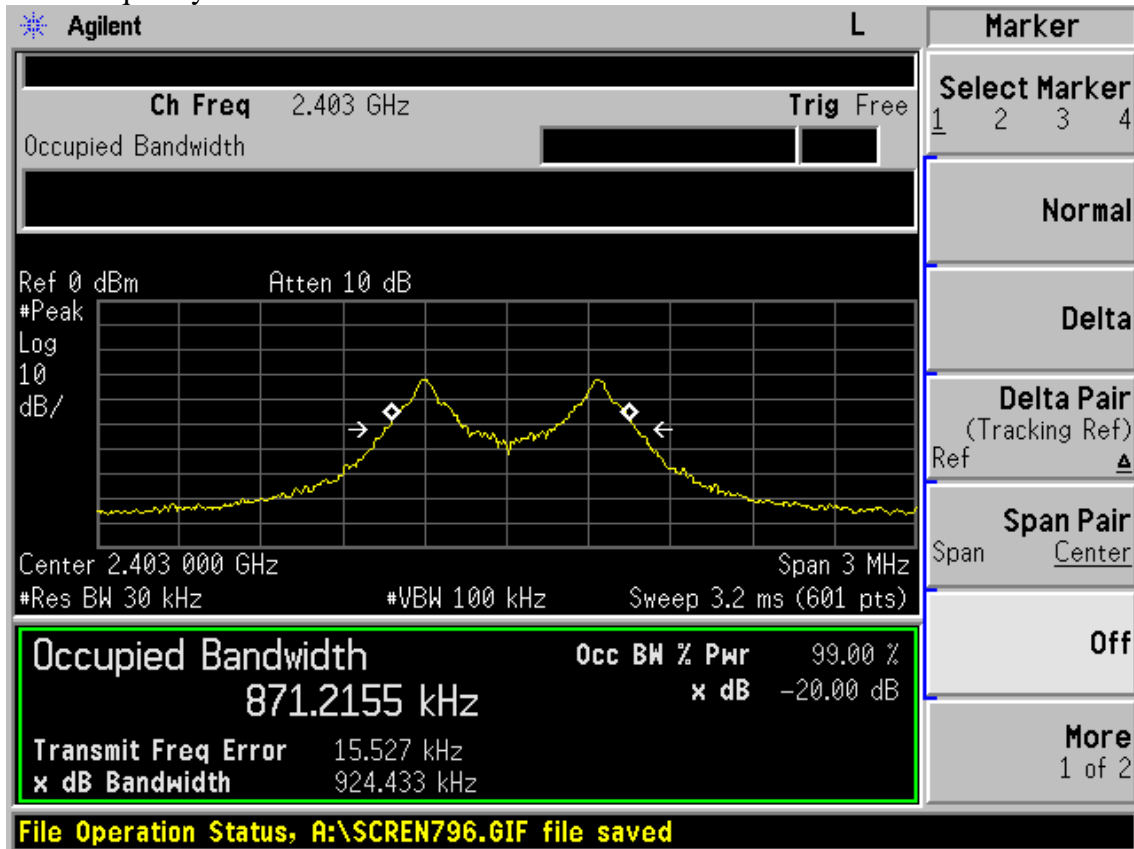 Agilent L
Ch Freq 2.403 GHz Trig Free
Occupied Bandwidth
Ref 0 dBm Atten 10 dB
#Peak
Log
10
dB/
Center 2.403 000 GHz Span 3 MHz
#Res BW 30 kHz #VBW 100 kHz Sweep 3.2 ms (601 pts)
Occupied Bandwidth Occ BW % Pwr 99.00 %
871.2155 kHz x dB -20.00 dB
Transmit Freq Error 15.527 kHz
x dB Bandwidth 924.433 kHz
File Operation Status, A:\SCREN796.GIF file saved
Marker
Select Marker
1 2 3 4
Normal
Delta
Delta Pair
(Tracking Ref)
Ref Δ
Span Pair
Span Center
Off
More
1 of 2